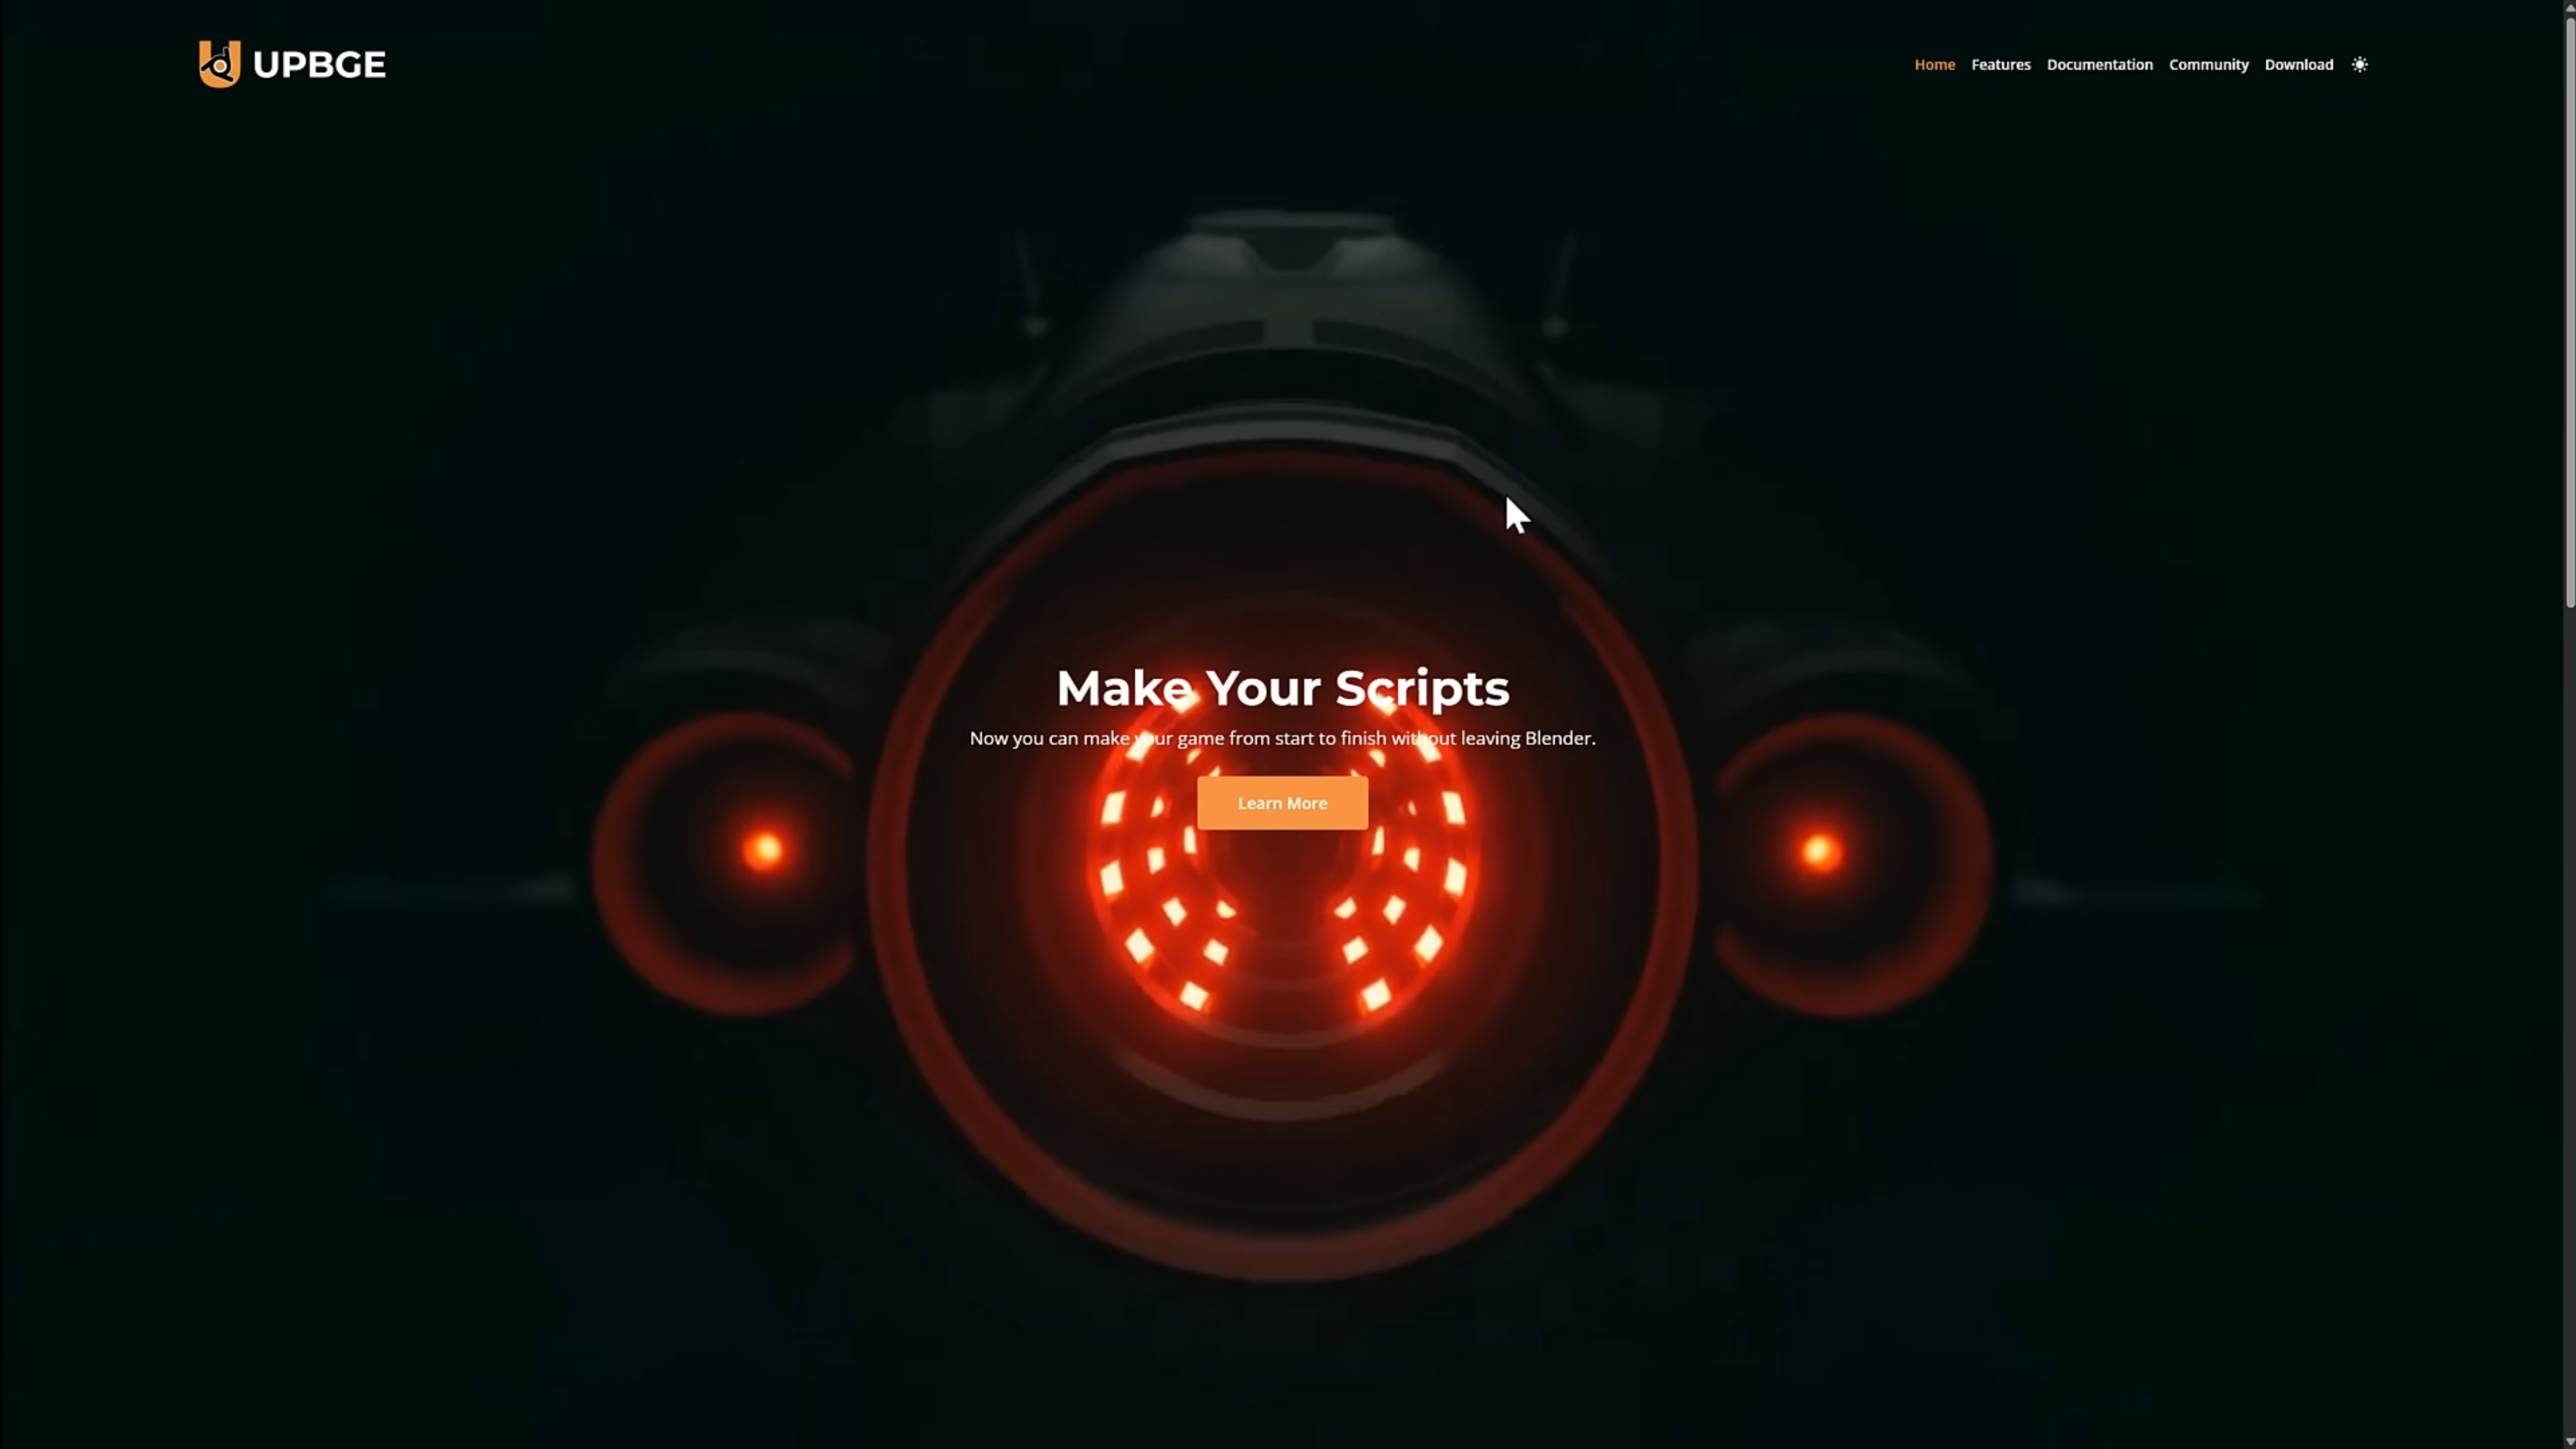 UPBGE
Home Features Documentation Community Download
Make Your Scripts
Now you can make your game from start to finish without leaving Blender.
Learn More